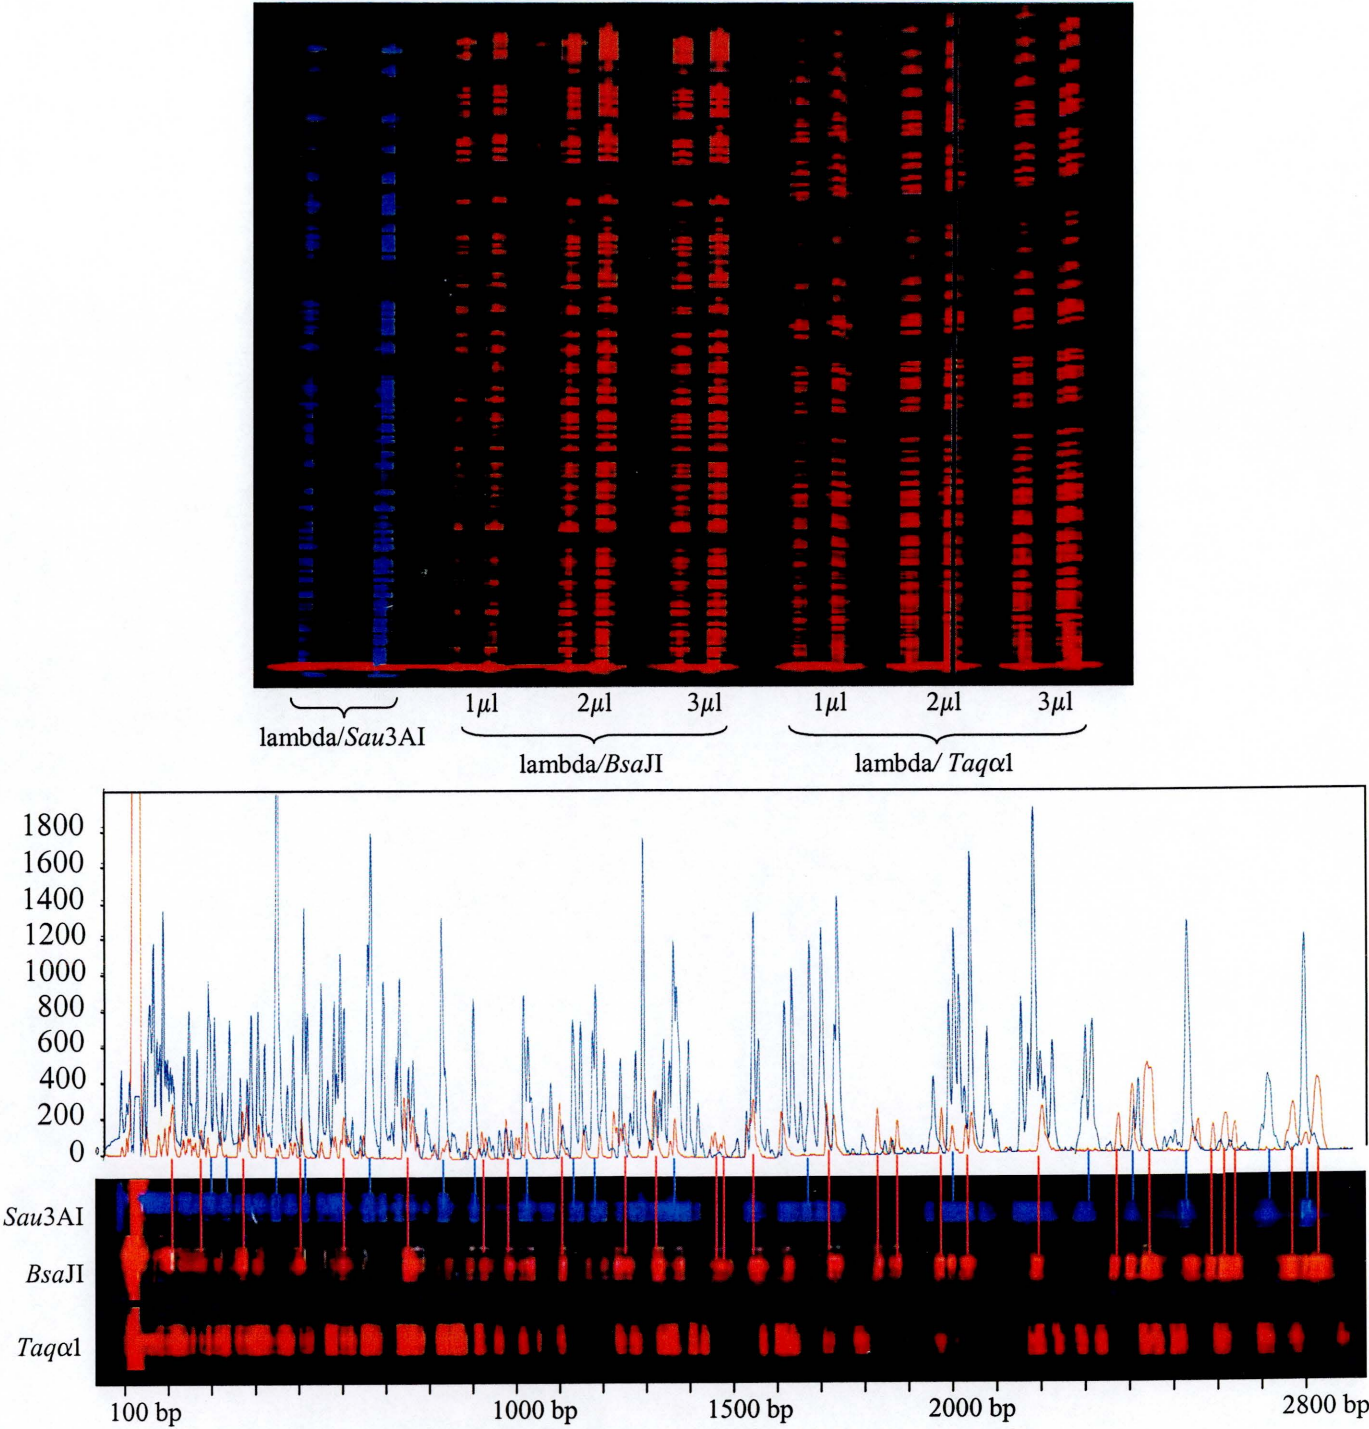 1µl 2µl 3µl 1µl 2µl 3µl
lambda/Sau3AI
lambda/BsaJI lambda/ Taqα1
1800
1600
1400
1200
1000
800
600
400
200
0
Sau3AI
BsaJI
Taqα1
100 bp 1000 bp 1500 bp 2000 bp 2800 bp